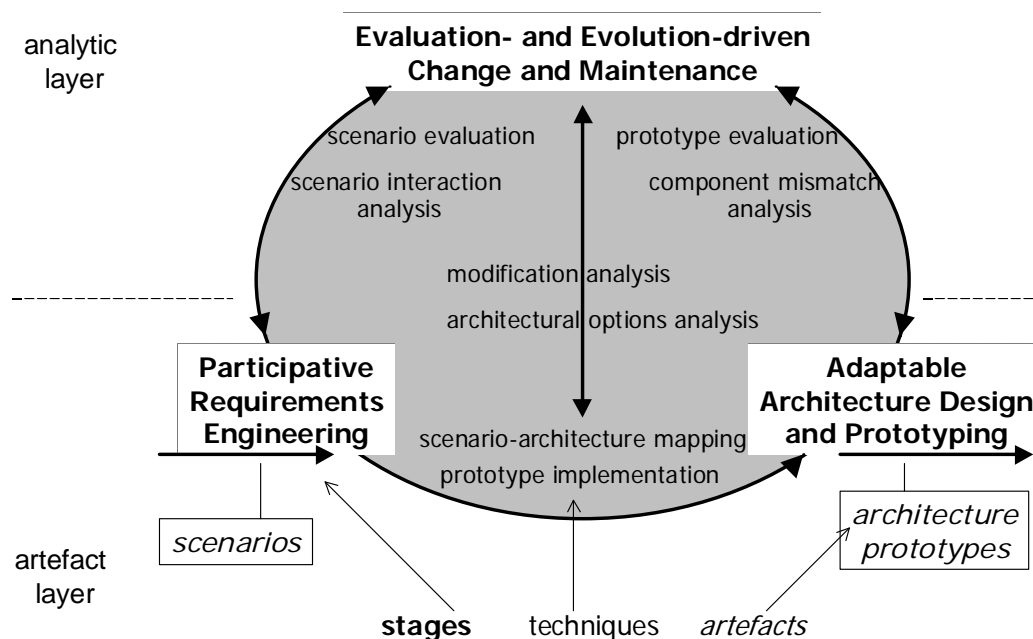 analytic
layer
Evaluation- and Evolution-driven
Change and Maintenance
scenario evaluation
prototype evaluation
scenario interaction
analysis
component mismatch
analysis
modification analysis
architectural options analysis
Participative
Requirements
Engineering
Adaptable
Architecture Design
and Prototyping
scenario-architecture mapping
prototype implementation
scenarios
architecture
prototypes
artefact
layer
stages
techniques
artefacts